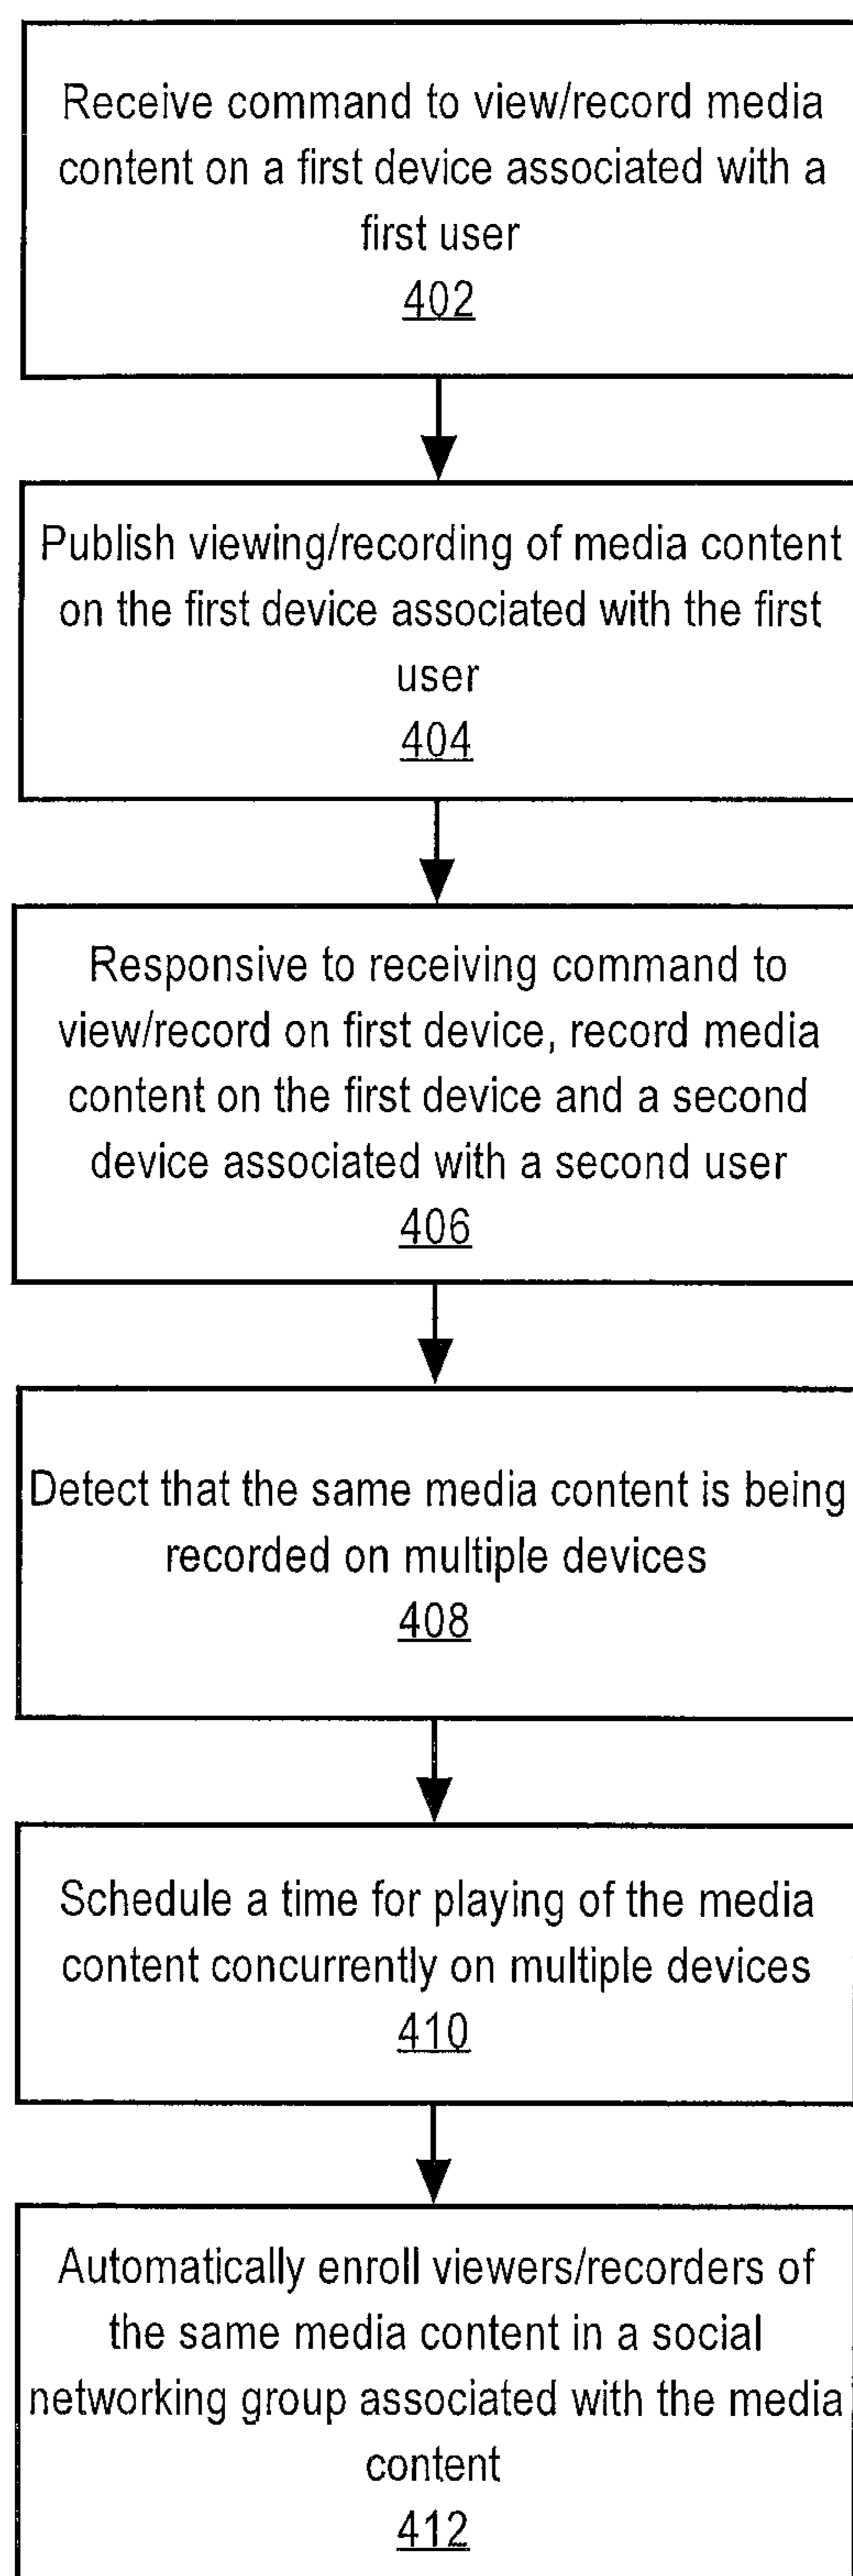 Receive command to view/record media
content on a first device associated with a
first user
402
Publish viewing/recording of media content
on the first device associated with the first
user
404
Responsive to receiving command to
view/record on first device, record media
content on the first device and a second
device associated with a second user
406
Detect that the same media content is being
recorded on multiple devices
408
Schedule a time for playing of the media
content concurrently on multiple devices
410
Automatically enroll viewers/recorders of
the same media content in a social
networking group associated with the media
content
412